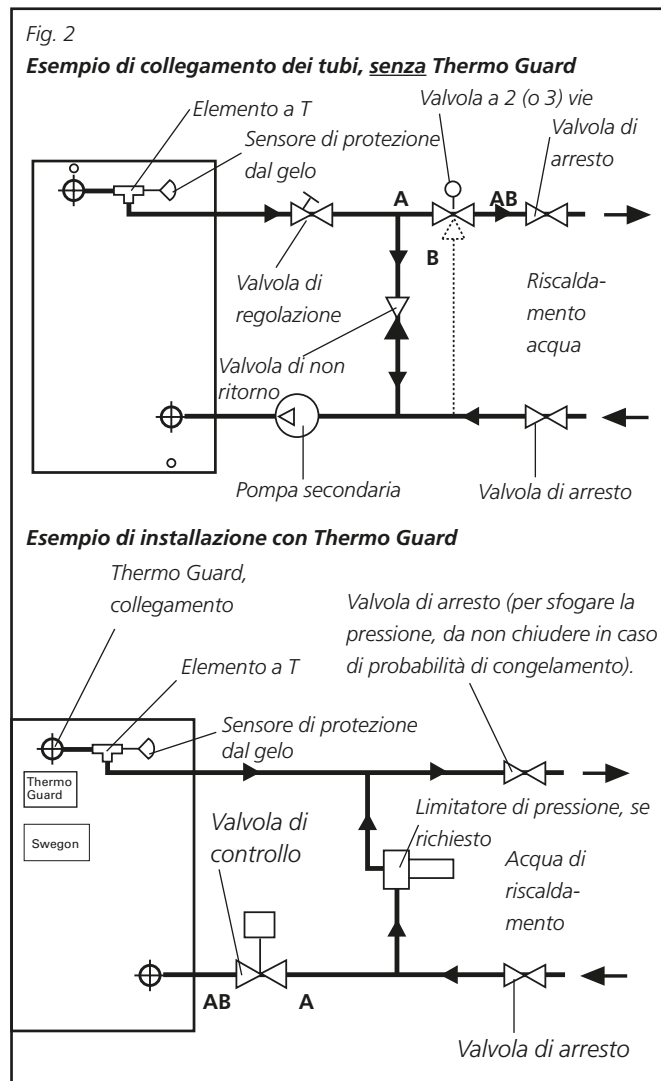 Fig. 2
Esempio di collegamento dei tubi, senza Thermo Guard
Elemento a T
Valvola a 2 (o 3) vie
Sensore di protezione
dal gelo
Valvola di
arresto
A
AB
B
Valvola di
regolazione
Riscalda-
mento
acqua
Valvola di non
ritorno
Pompa secondaria
Valvola di arresto
Esempio di installazione con Thermo Guard
Thermo Guard,
collegamento
Valvola di arresto (per sfogare la
pressione, da non chiudere in caso
di probabilità di congelamento).
Elemento a T
Sensore di protezione
dal gelo
Thermo
Guard
Swegon
Valvola di
controllo
Limitatore di pressione, se
richiesto
Acqua di
riscalda-
mento
AB
A
Valvola di arresto